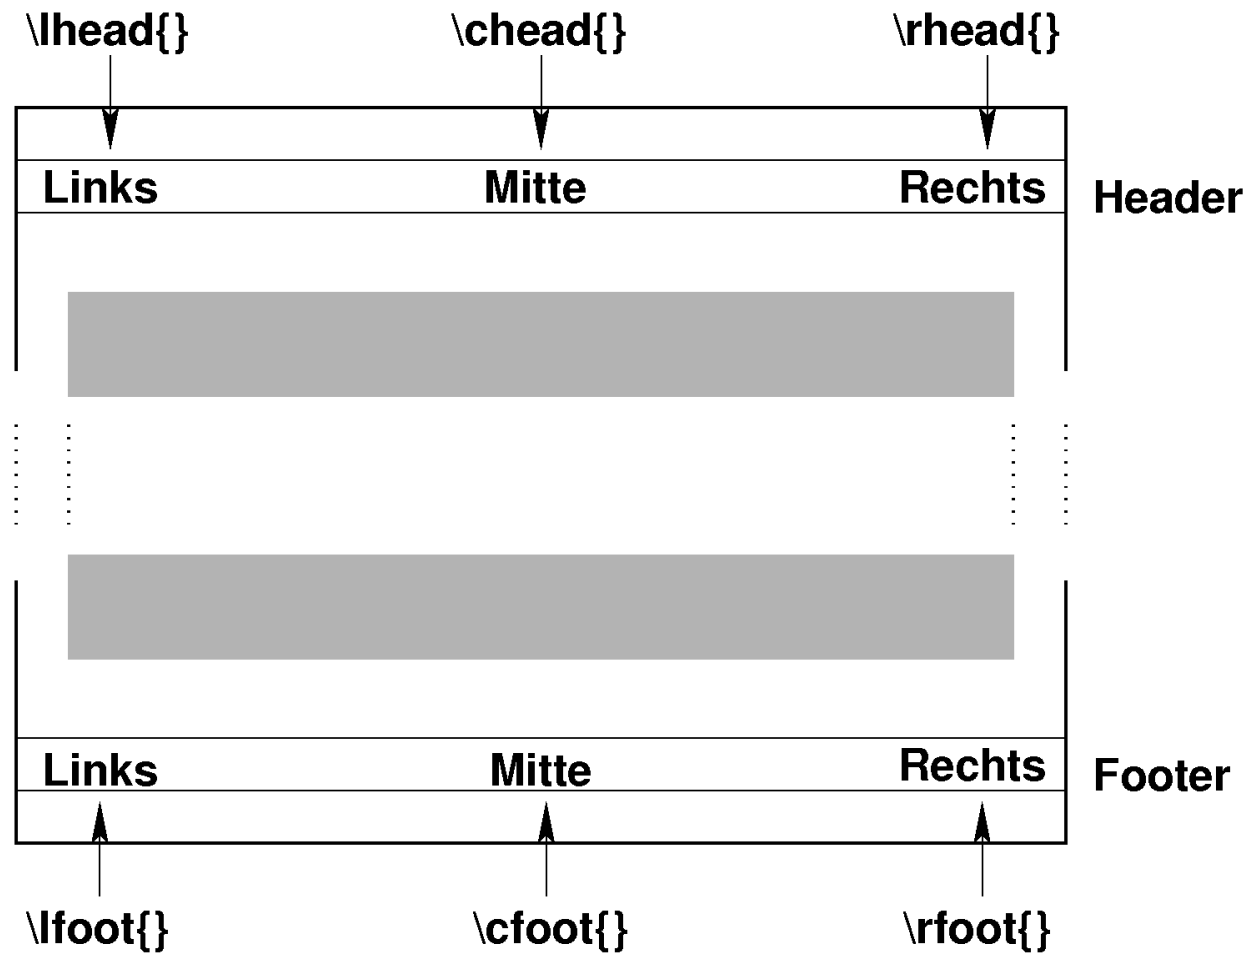 \lhead{} \chead{} \rhead{}
Links Mitte Rechts Header
Links Mitte Rechts Footer
\lfoot{} \cfoot{} \rfoot{}